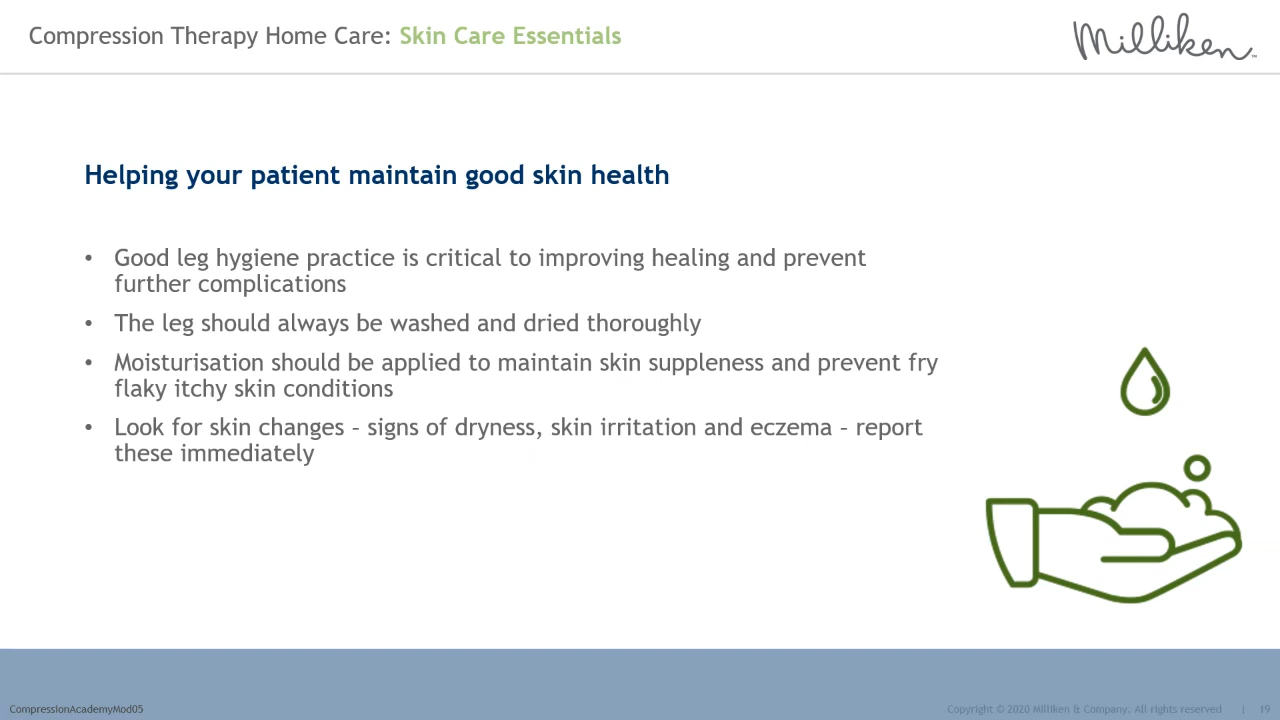 Compression Therapy Home Care: Skin Care Essentials
Milliken™
Helping your patient maintain good skin health
• Good leg hygiene practice is critical to improving healing and prevent
further complications
• The leg should always be washed and dried thoroughly
• Moisturisation should be applied to maintain skin suppleness and prevent fry
flaky itchy skin conditions
• Look for skin changes – signs of dryness, skin irritation and eczema – report
these immediately
CompressionAcademyMod05
Copyright © 2020 Milliken & Company. All rights reserved | 19